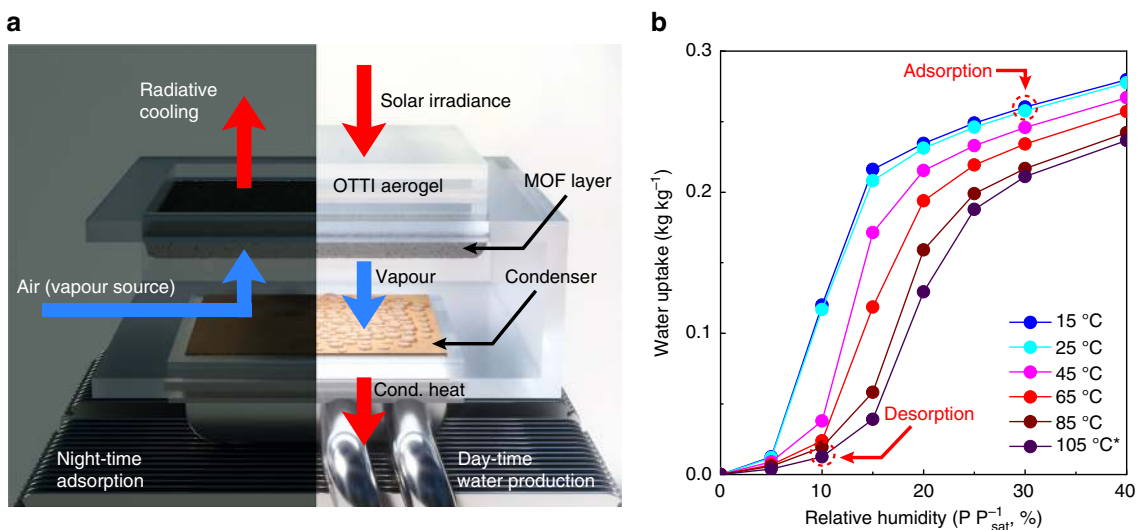 a
Radiative
cooling
Solar irradiance
OTTI aerogel
MOF layer
Air (vapour source)
Vapour
Condenser
Cond. heat
Night-time
adsorption
Day-time
water production
b
Water uptake (kg kg⁻¹)
0.3
0.2
0.1
0.0
Adsorption
Desorption
15 °C
25 °C
45 °C
65 °C
85 °C
105 °C*
0
10
20
30
40
Relative humidity (P P⁻¹sat, %)